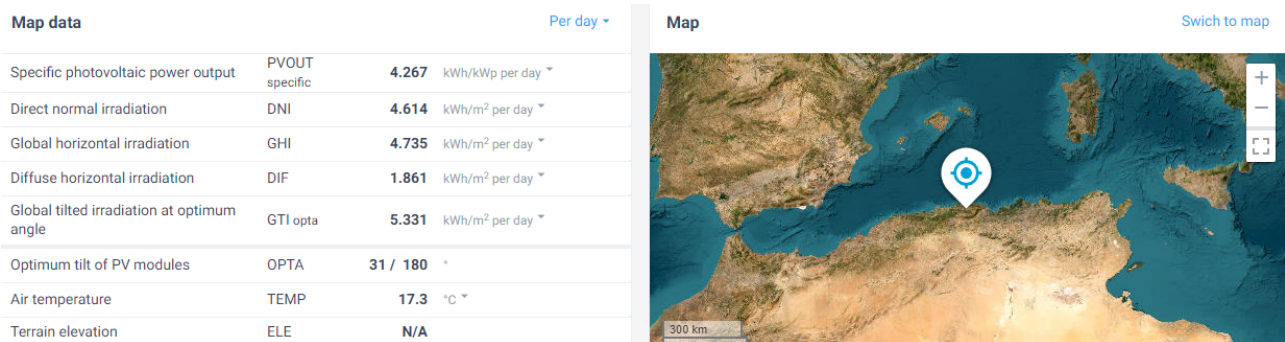 Map data
Per day
Specific photovoltaic power output PVOUT specific 4.267 kWh/kWp per day
Direct normal irradiation DNI 4.614 kWh/m² per day
Global horizontal irradiation GHI 4.735 kWh/m² per day
Diffuse horizontal irradiation DIF 1.861 kWh/m² per day
Global tilted irradiation at optimum angle GTI opta 5.331 kWh/m² per day
Optimum tilt of PV modules OPTA 31 / 180 °
Air temperature TEMP 17.3 °C
Terrain elevation ELE N/A
Map
Swich to map
+
−
300 km